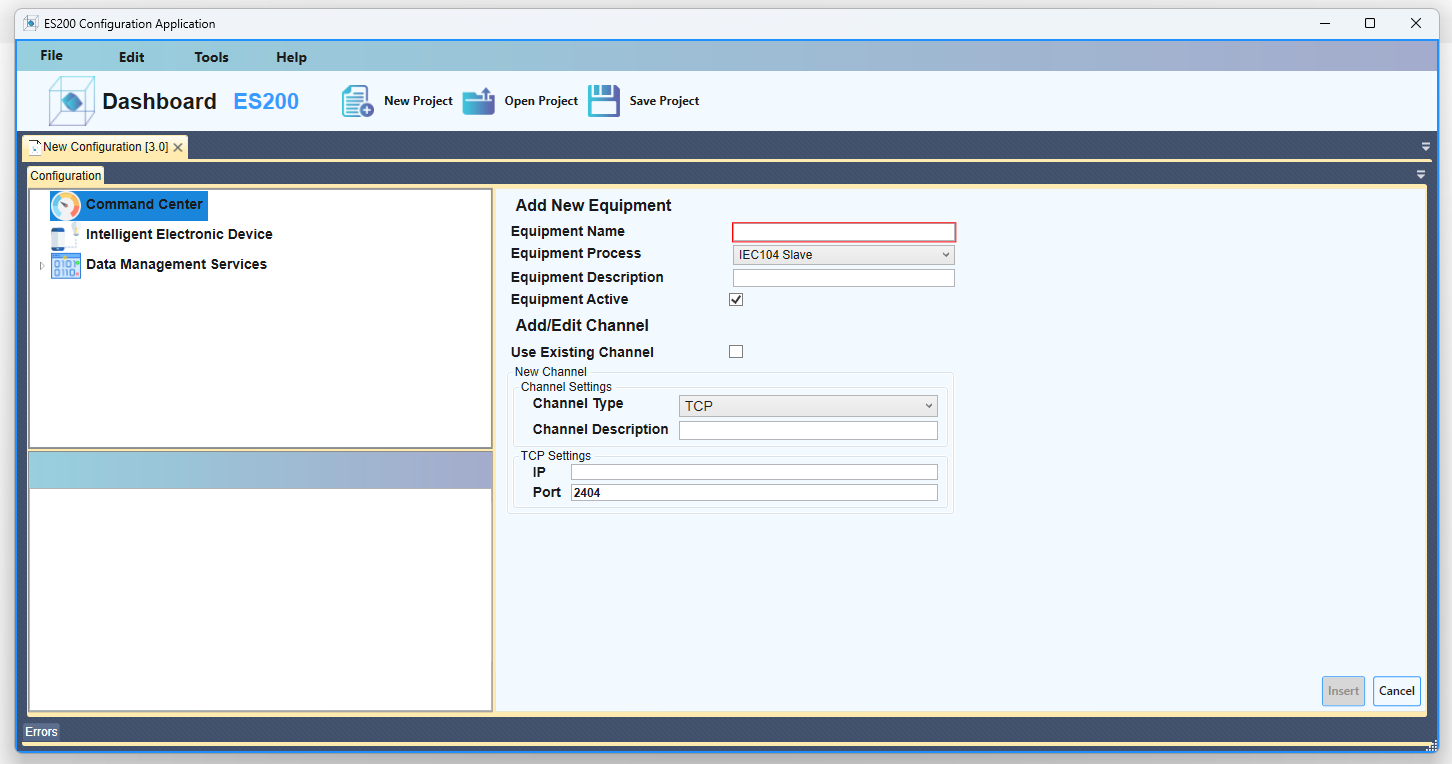 ES200 Configuration Application
File Edit Tools Help
Dashboard ES200 New Project Open Project Save Project
New Configuration [3.0]
Configuration
Command Center
Intelligent Electronic Device
Data Management Services
Add New Equipment
Equipment Name
Equipment Process IEC104 Slave
Equipment Description
Equipment Active
Add/Edit Channel
Use Existing Channel
New Channel
Channel Settings
Channel Type TCP
Channel Description
TCP Settings
IP
Port 2404
Insert Cancel
Errors